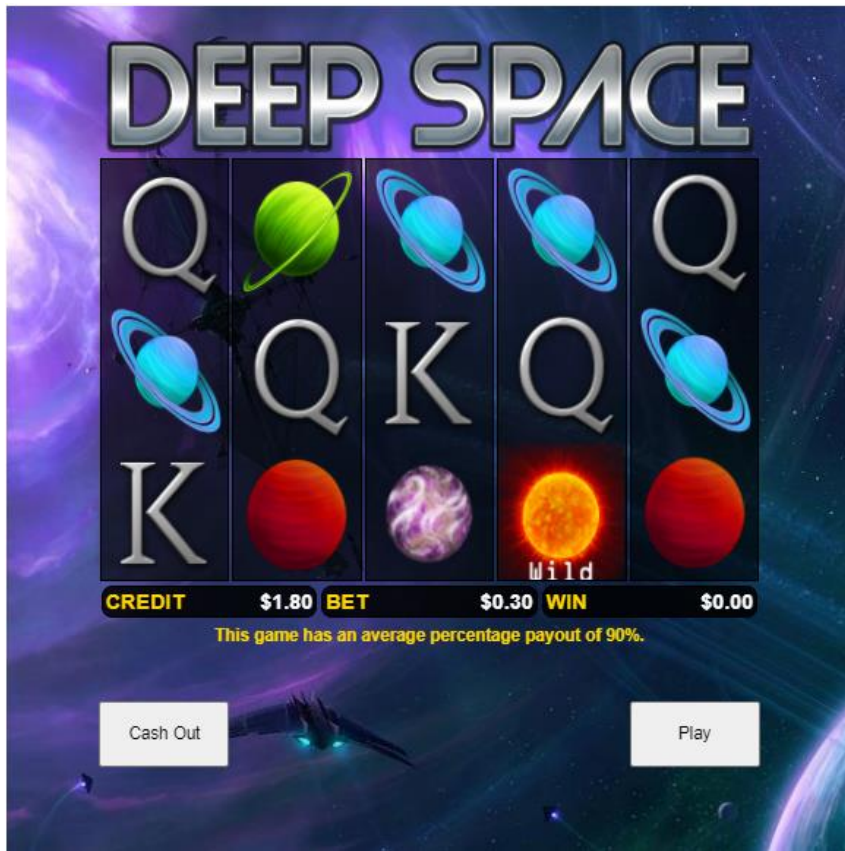 DEEP SPACE
Q Q
Q K Q
K
Wild
CREDIT $1.80 BET $0.30 WIN $0.00
This game has an average percentage payout of 90%.
Cash Out Play